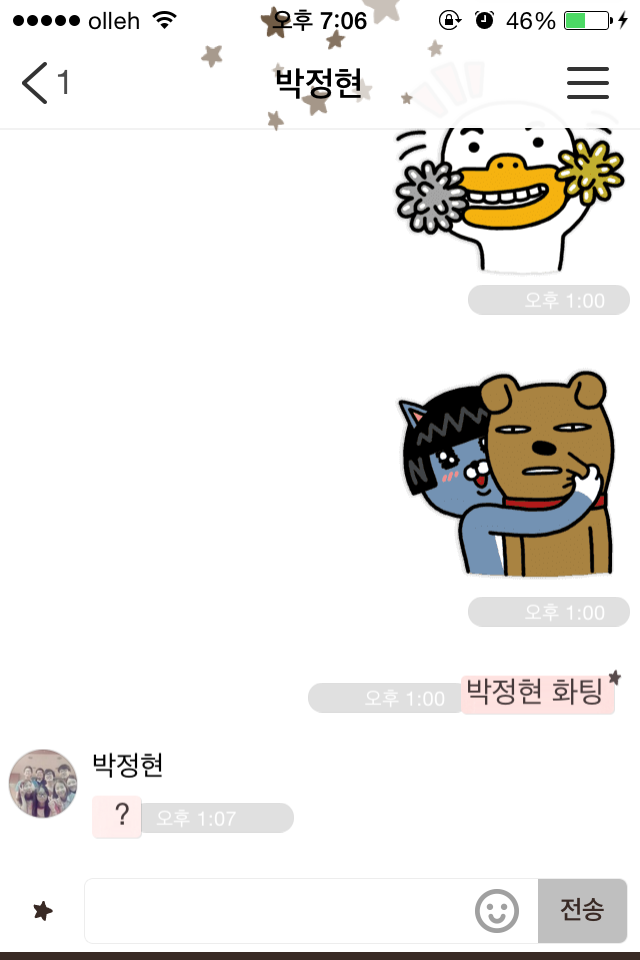 olleh 오후 7:06 46%
1 박정현
오후 1:00
오후 1:00
오후 1:00 박정현 화팅
박정현
? 오후 1:07
전송